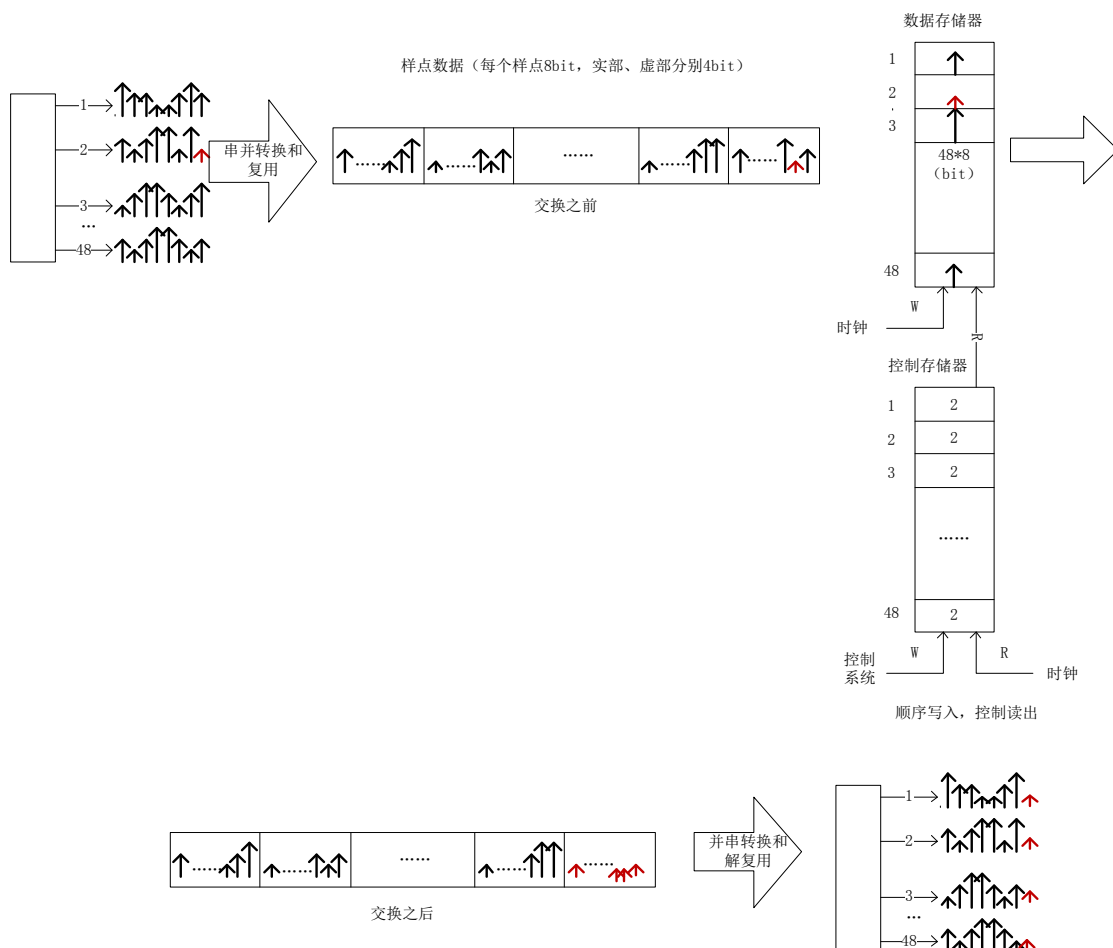 数据存储器
样点数据（每个样点8bit，实部、虚部分别4bit）
1
2
3
...
48
串并转换和
复用
……
……
……
……
……
交换之前
1
2
3
48*8
（bit）
48
W
时钟
R
控制存储器
1
2
2
2
3
2
……
48
2
W
R
控制
系统
时钟
顺序写入，控制读出
……
……
……
……
……
交换之后
并串转换和
解复用
1
2
3
...
48